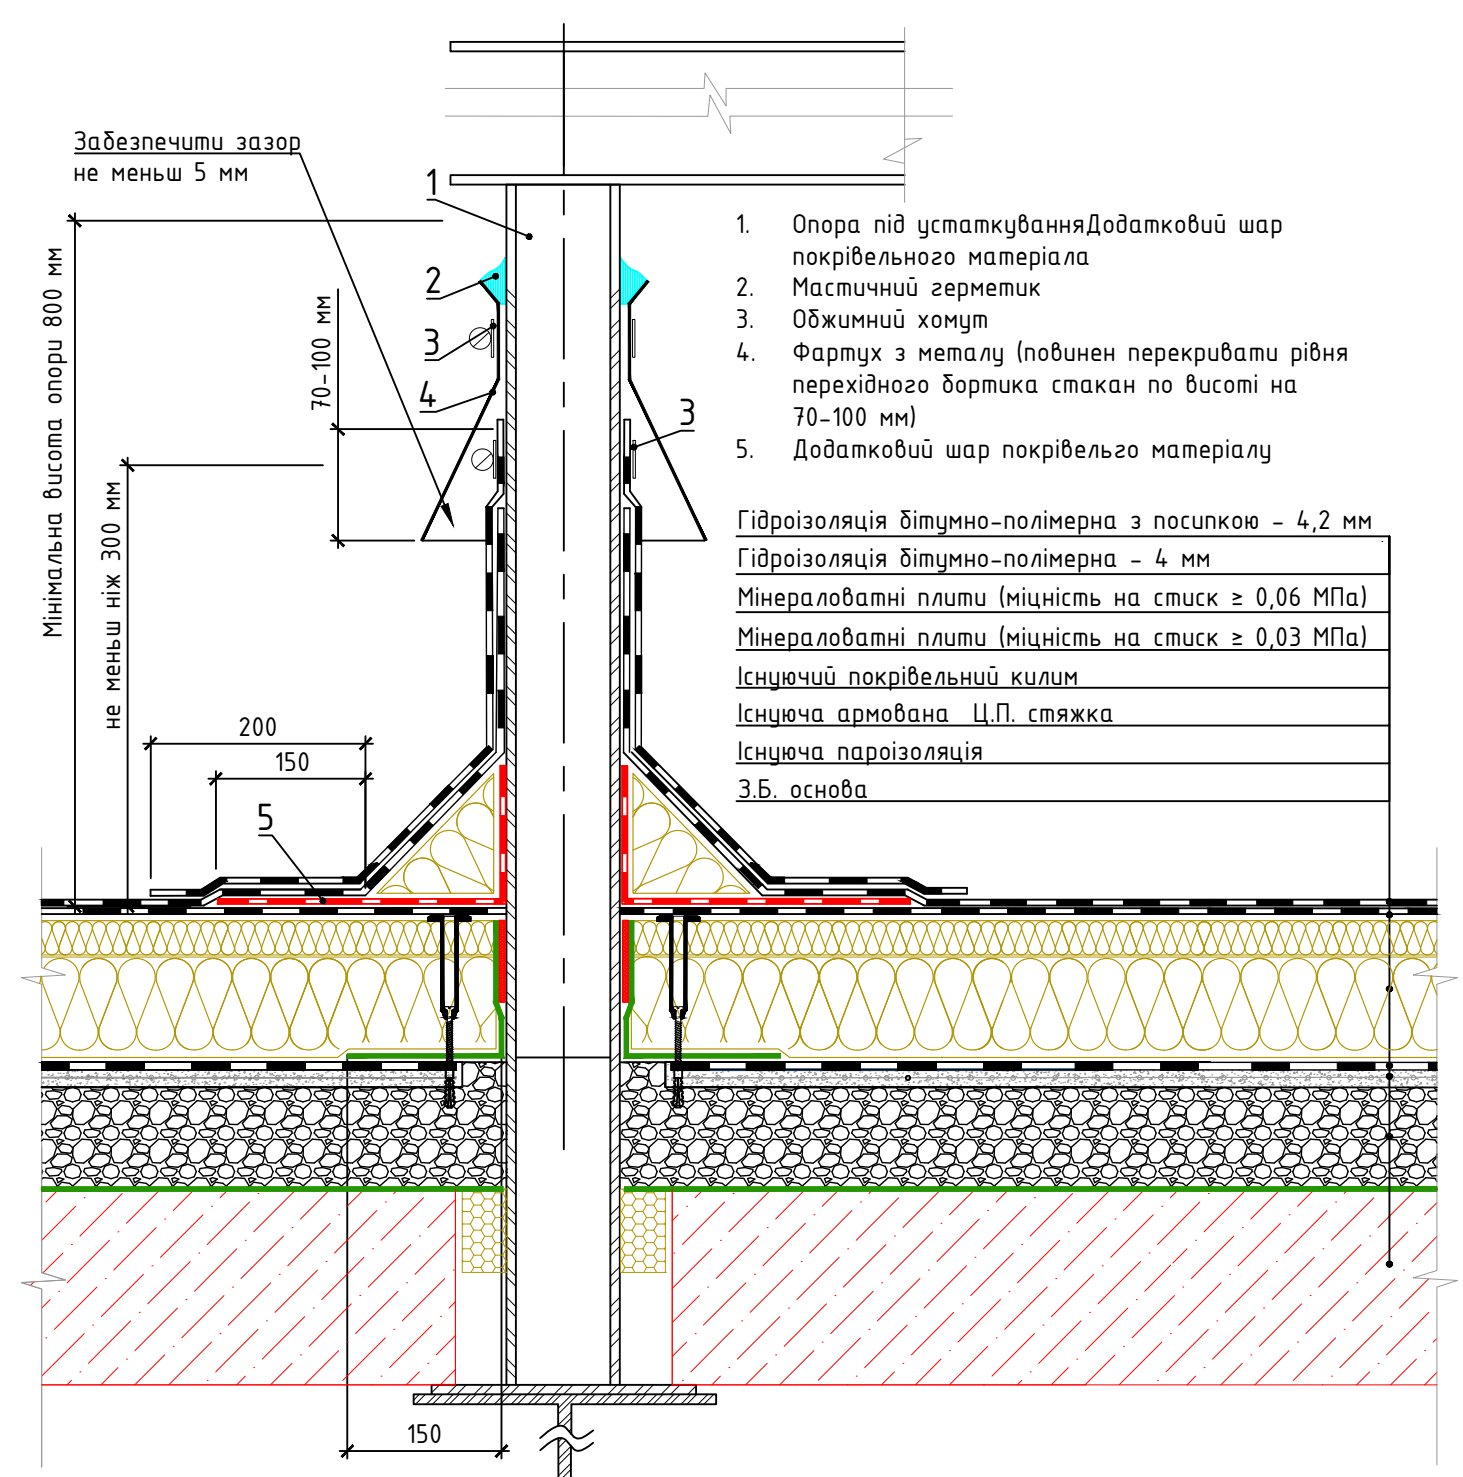 Забезпечити зазор
не меньш 5 мм
Мінімальна висота опори 800 мм
не меньш ніж 300 мм
70-100 мм
1
2
3
4
3
200
150
5
1. Опора під устаткуванняДодатковий шар
покрівельного матеріала
2. Мастичний герметик
3. Обжимний хомут
4. Фартух з металу (повинен перекривати рівня
перехідного бортика стакан по висоті на
70-100 мм)
5. Додатковий шар покрівельго матеріалу
Гідроізоляція бітумно-полімерна з посипкою - 4,2 мм
Гідроізоляція бітумно-полімерна - 4 мм
Мінераловатні плити (міцність на стиск ≥ 0,06 МПа)
Мінераловатні плити (міцність на стиск ≥ 0,03 МПа)
Існуючий покрівельний килим
Існуюча армована Ц.П. стяжка
Існуюча пароізоляція
З.Б. основа
150